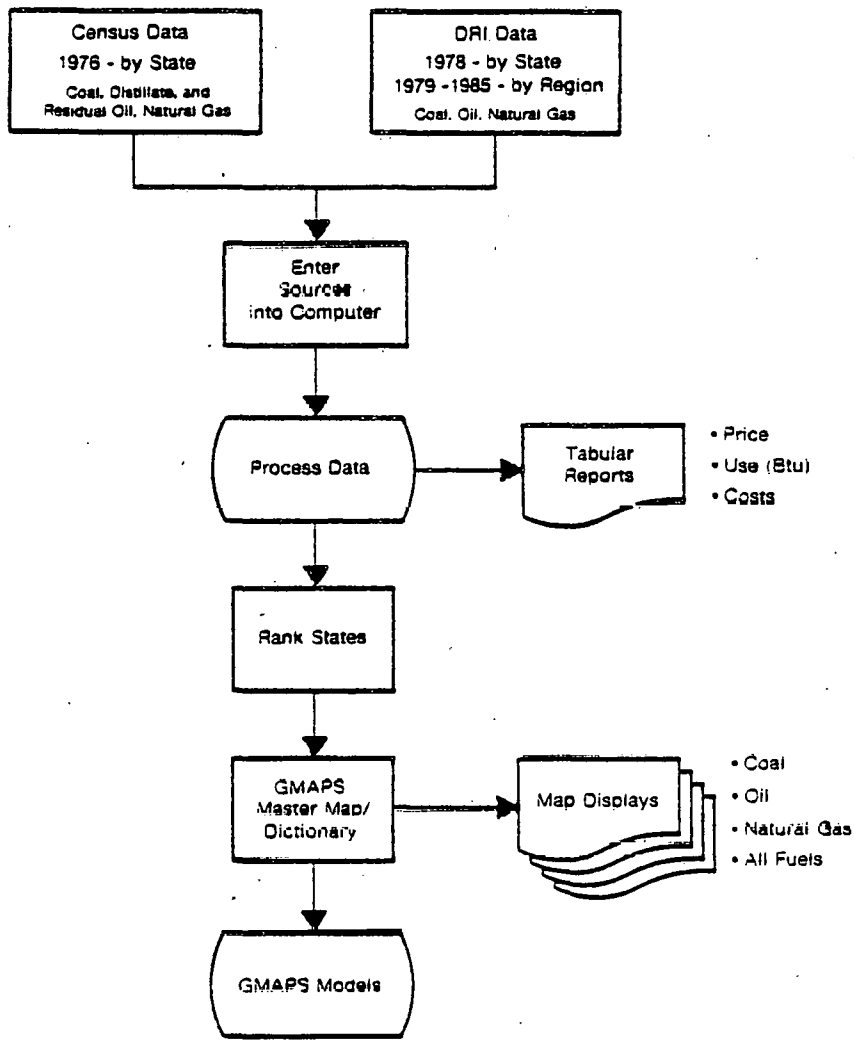 Census Data
1976 - by State
Coal, Distillate, and
Residual Oil, Natural Gas
DRI Data
1978 - by State
1979 - 1985 - by Region
Coal, Oil, Natural Gas
Enter
Sources
into Computer
Process Data
Tabular
Reports
• Price
• Use (Btu)
• Costs
Rank States
GMAPS
Master Map/
Dictionary
Map Displays
• Coal
• Oil
• Natural Gas
• All Fuels
GMAPS Models